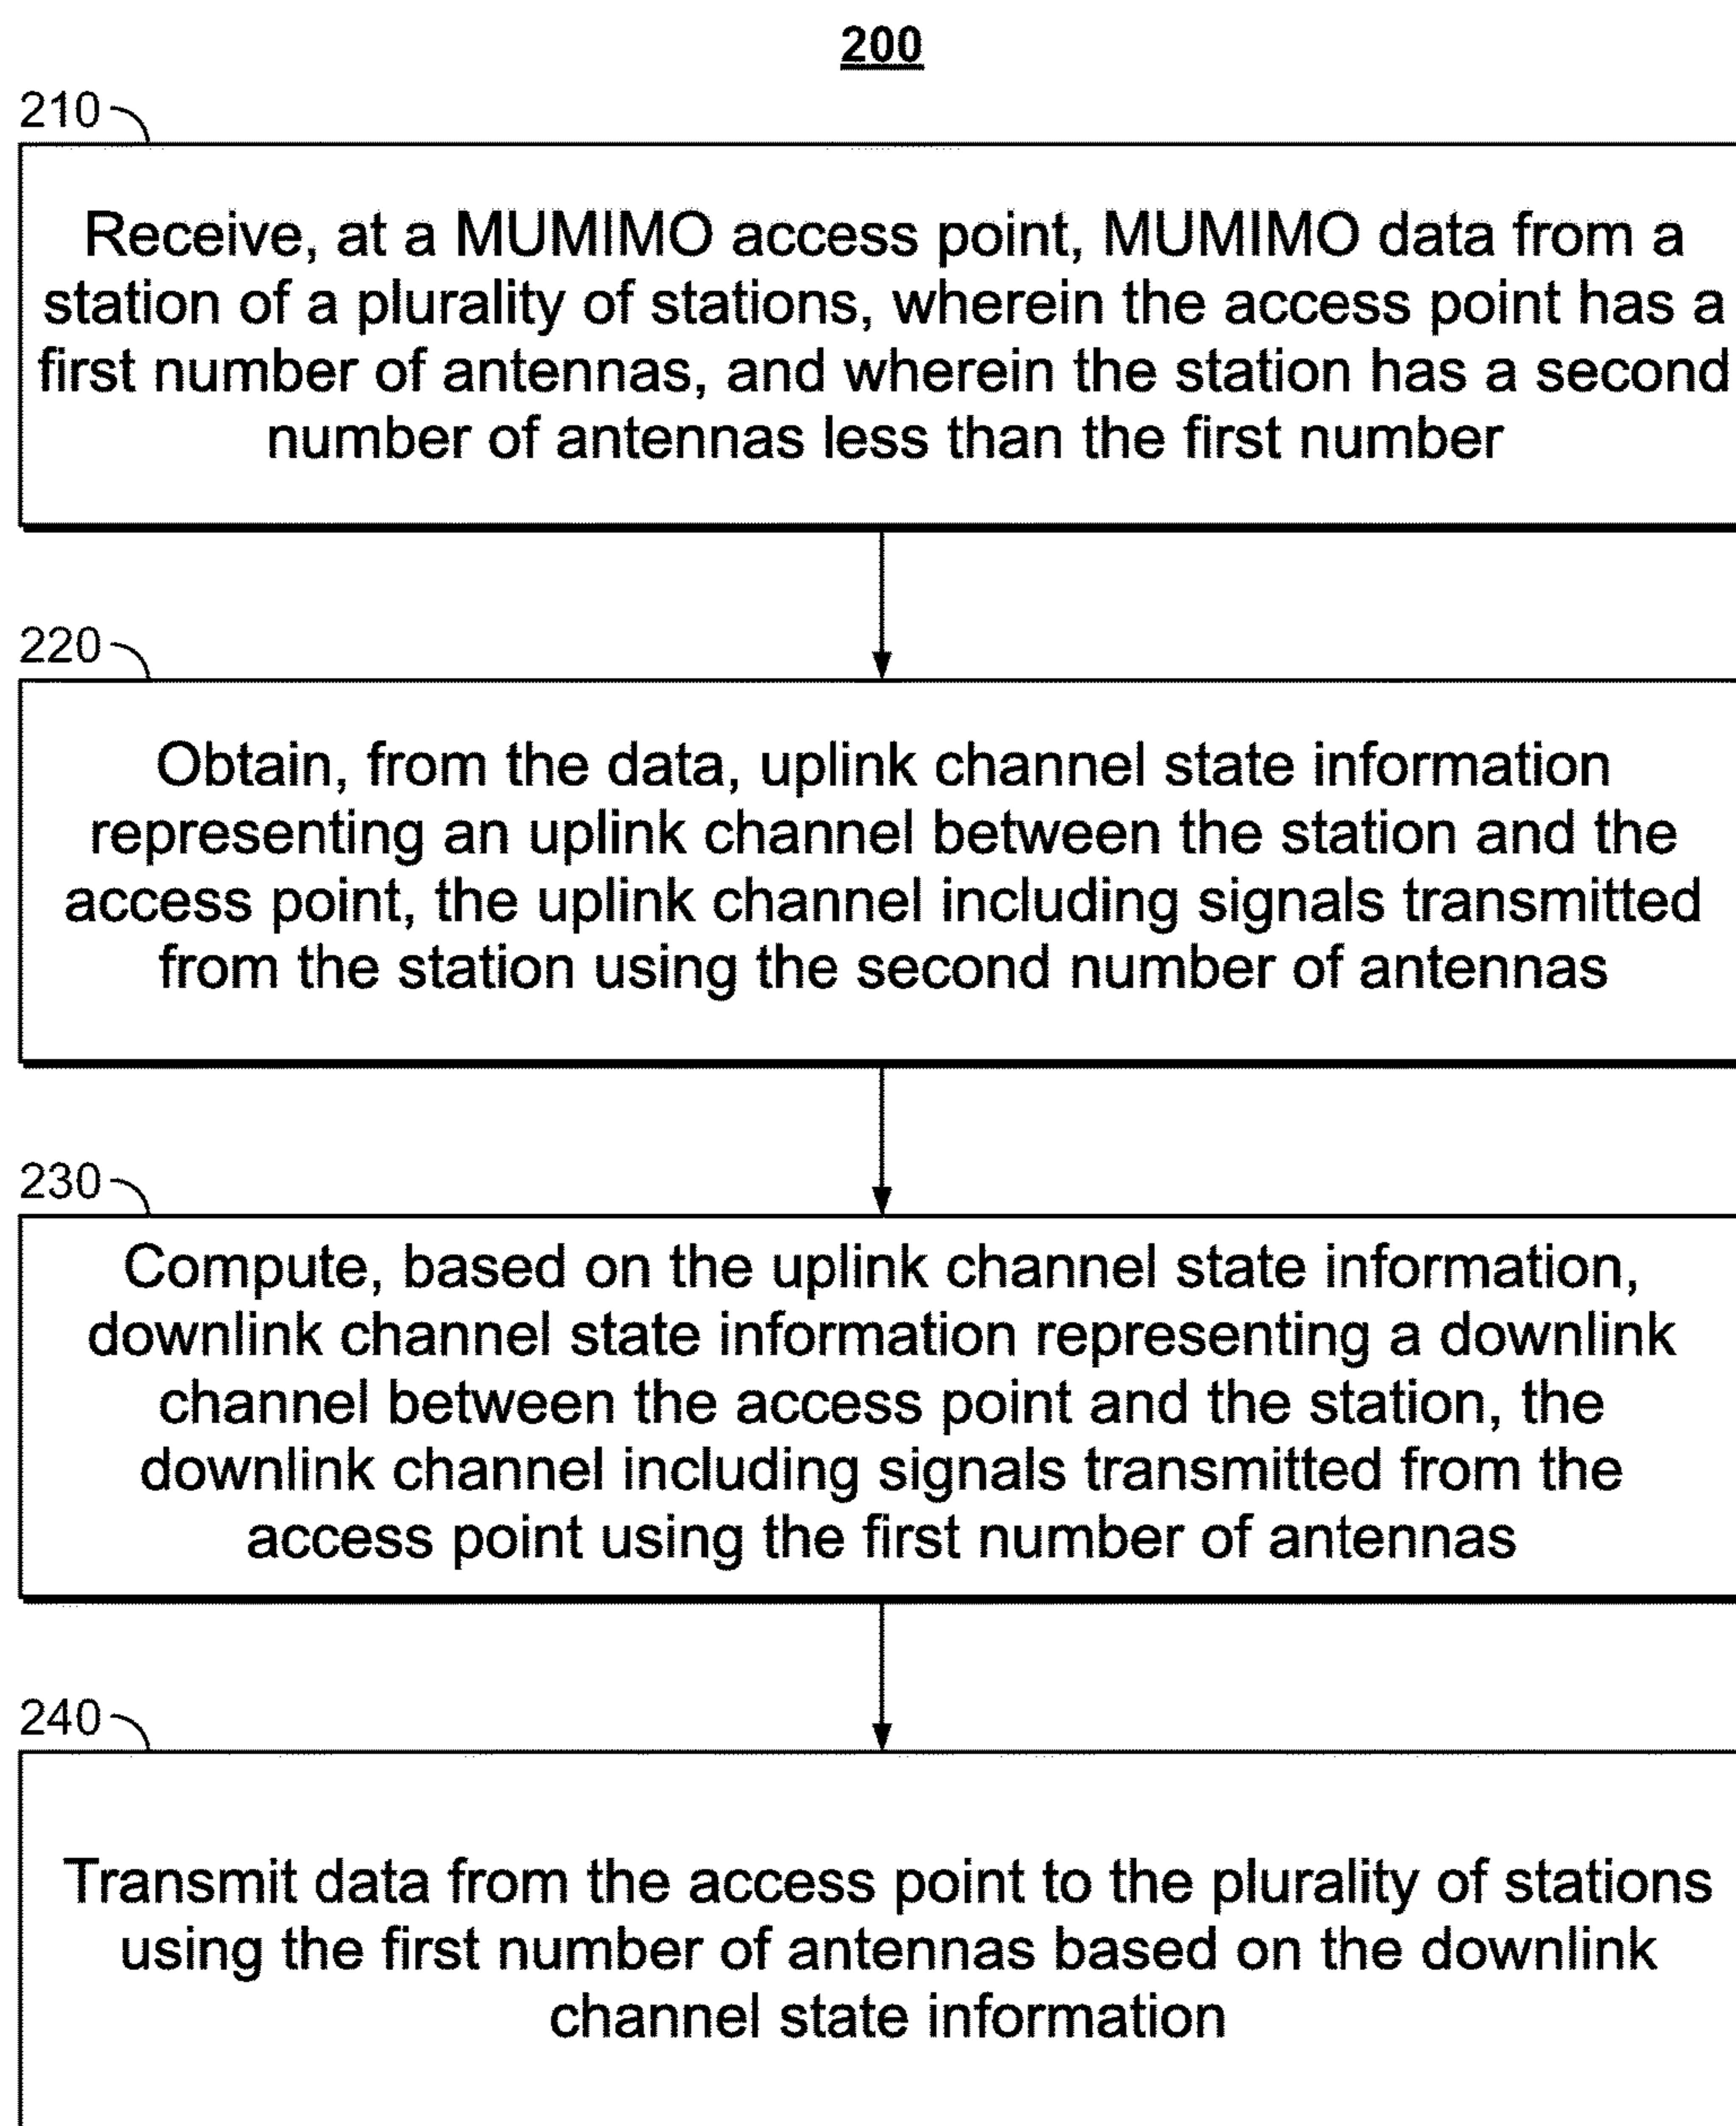 200
210
Receive, at a MUMIMO access point, MUMIMO data from a
station of a plurality of stations, wherein the access point has a
first number of antennas, and wherein the station has a second
number of antennas less than the first number
220
Obtain, from the data, uplink channel state information
representing an uplink channel between the station and the
access point, the uplink channel including signals transmitted
from the station using the second number of antennas
230
Compute, based on the uplink channel state information,
downlink channel state information representing a downlink
channel between the access point and the station, the
downlink channel including signals transmitted from the
access point using the first number of antennas
240
Transmit data from the access point to the plurality of stations
using the first number of antennas based on the downlink
channel state information